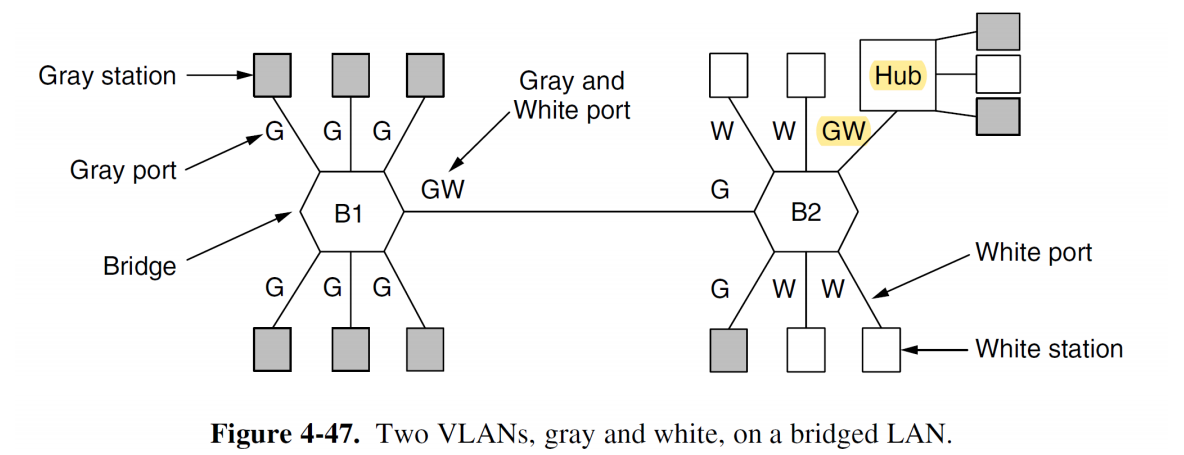 Gray station
Gray port
Bridge
G G G
Gray and
White port
GW
B1
G G G
W W GW
Hub
G
B2
G W W
White port
White station
Figure 4-47. Two VLANs, gray and white, on a bridged LAN.